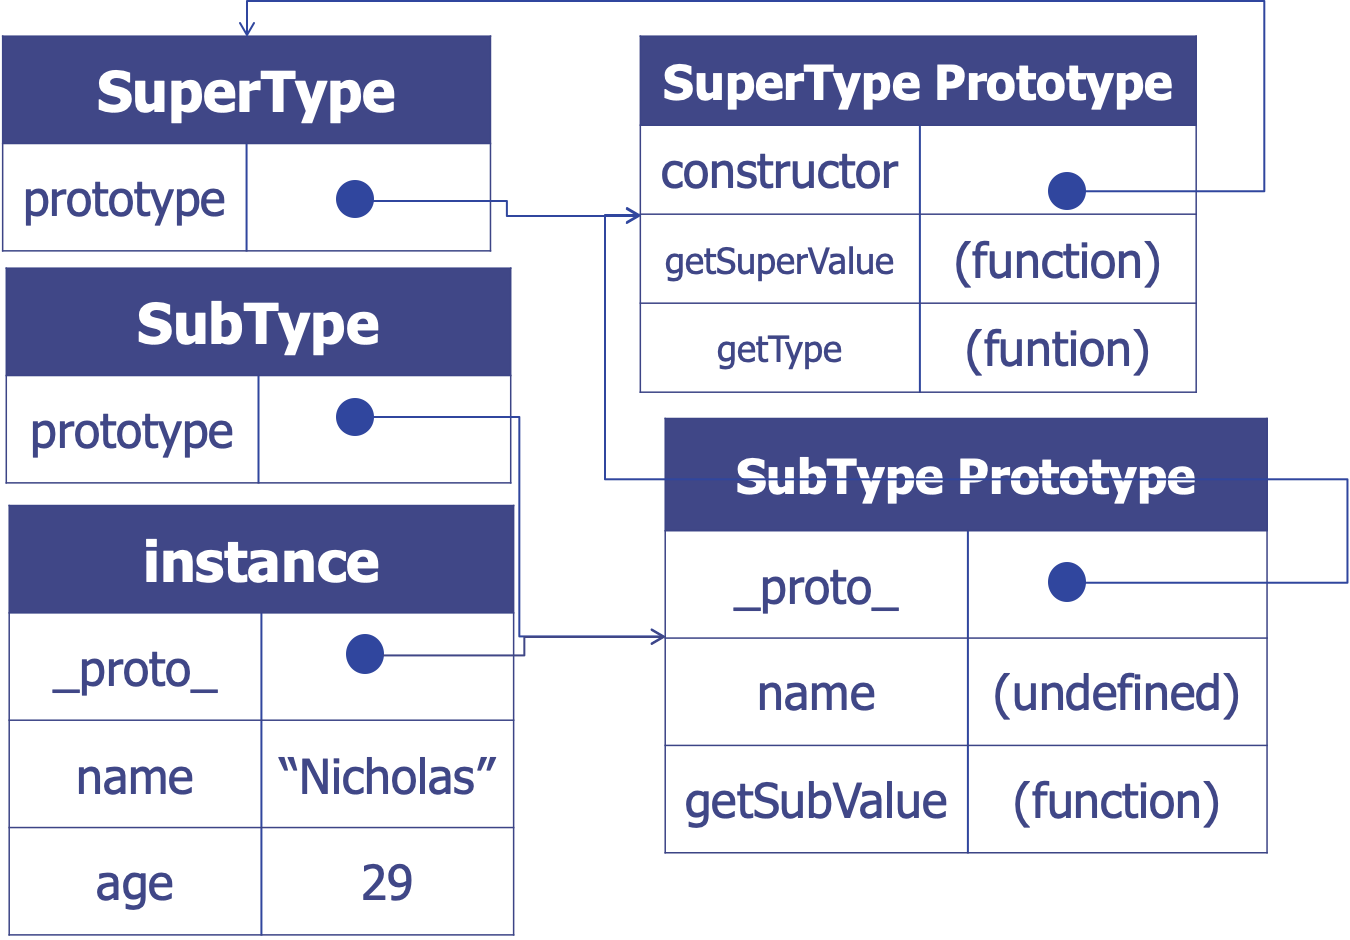 SuperType
prototype
SuperType Prototype
constructor
getSuperValue (function)
getType (funtion)
SubType
prototype
SubType Prototype
_proto_
name (undefined)
getSubValue (function)
instance
_proto_
name “Nicholas”
age 29